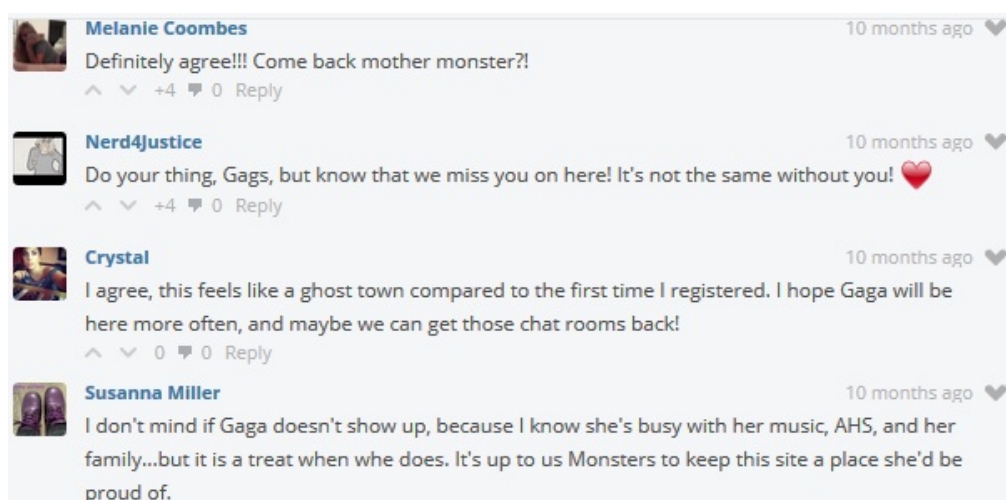 Melanie Coombes 10 months ago
Definitely agree!!! Come back mother monster?!
+4 0 Reply
Nerd4Justice 10 months ago
Do your thing, Gags, but know that we miss you on here! It's not the same without you!
+4 0 Reply
Crystal 10 months ago
I agree, this feels like a ghost town compared to the first time I registered. I hope Gaga will be
here more often, and maybe we can get those chat rooms back!
0 0 Reply
Susanna Miller 10 months ago
I don't mind if Gaga doesn't show up, because I know she's busy with her music, AHS, and her
family...but it is a treat when whe does. It's up to us Monsters to keep this site a place she'd be
proud of.